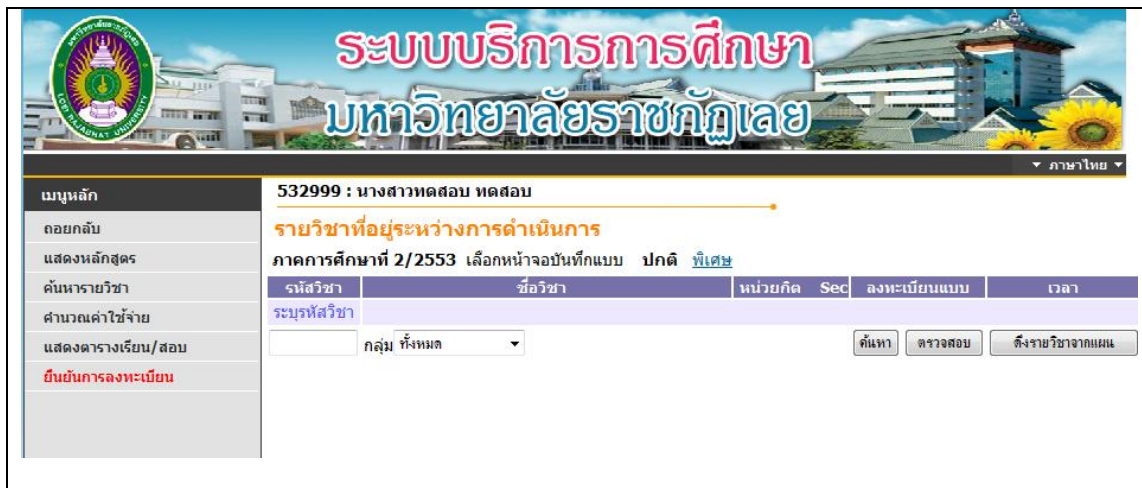 ระบบบริการการศึกษา
มหาวิทยาลัยราชภัฏเลย
ภาษาไทย
เมนูหลัก
ถอยกลับ
แสดงหลักสูตร
ค้นหารายวิชา
คำนวณค่าใช้จ่าย
แสดงตารางเรียน/สอบ
ยืนยันการลงทะเบียน
532999 : นางสาวทดสอบ ทดสอบ
รายวิชาที่อยู่ระหว่างการดำเนินการ
ภาคการศึกษาที่ 2/2553 เลือกหน้าจอบันทึกแบบ ปกติ พิเศษ
รหัสวิชา ชื่อวิชา หน่วยกิต Sec ลงทะเบียนแบบ เวลา
ระบุรหัสวิชา
กลุ่ม ทั้งหมด ค้นหา ตรวจสอบ ดึงรายวิชาจากแผน